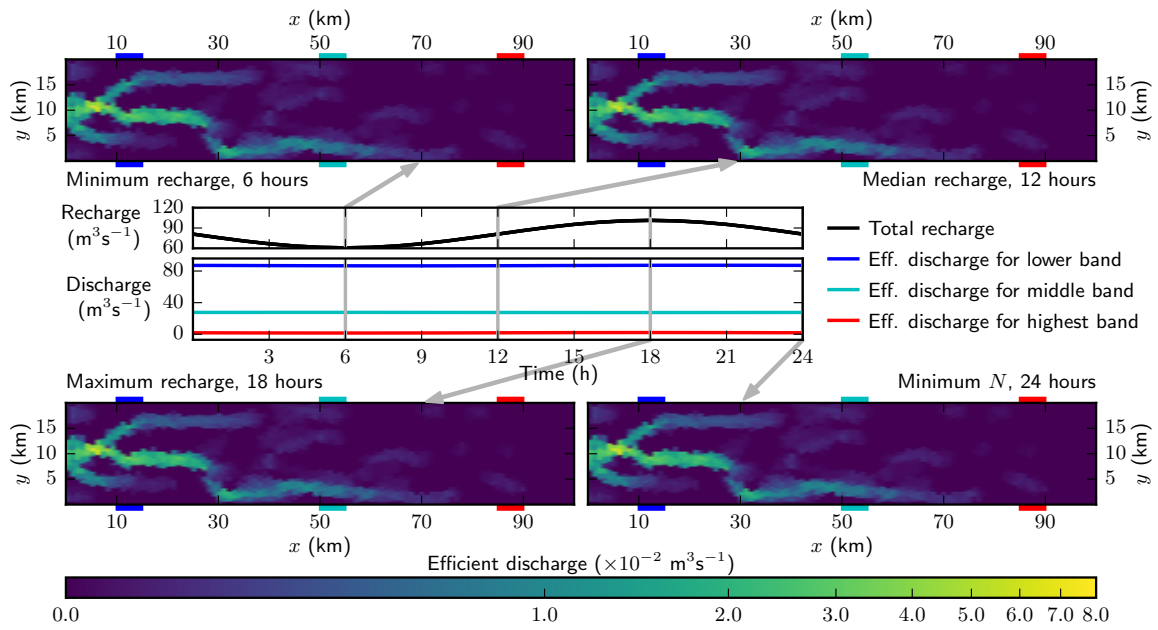 x (km)
x (km)
10 30 50 70 90
10 30 50 70 90
y (km)
15
10
5
15
10
5
y (km)
Minimum recharge, 6 hours
Median recharge, 12 hours
Recharge
(m³s⁻¹)
120
90
60
Discharge
(m³s⁻¹)
80
40
0
3 6 9 12 15 18 21 24
Time (h)
Total recharge
Eff. discharge for lower band
Eff. discharge for middle band
Eff. discharge for highest band
Maximum recharge, 18 hours
Minimum N, 24 hours
y (km)
15
10
5
15
10
5
y (km)
10 30 50 70 90
10 30 50 70 90
x (km)
x (km)
Efficient discharge (×10⁻² m³s⁻¹)
0.0 1.0 2.0 3.0 4.0 5.0 6.0 7.0 8.0